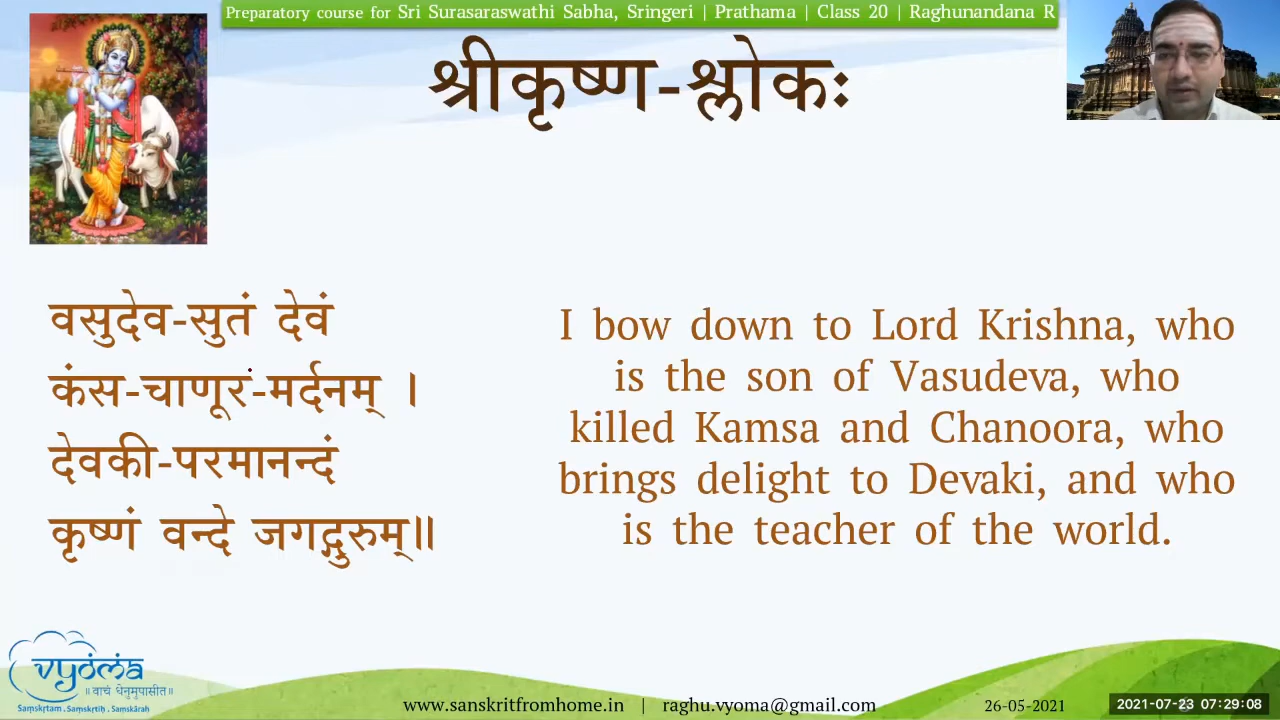 Preparatory course for Sri Surasaraswathi Sabha, Sringeri | Prathama | Class 20 | Raghunandana R
श्रीकृष्ण-श्लोकः
वसुदेव-सुतं देवं
कंस-चाणूरं-मर्दनम् ।
देवकी-परमानन्दं
कृष्णं वन्दे जगद्गुरुम्॥
I bow down to Lord Krishna, who
is the son of Vasudeva, who
killed Kamsa and Chanoora, who
brings delight to Devaki, and who
is the teacher of the world.
vyoma
॥ वाचं धेनुमुपासीत॥
Saṃskṛtam . Saṃskṛtiḥ . Saṃskārāḥ
www.sanskritfromhome.in | raghu.vyoma@gmail.com
26-05-2021
2021-07-23 07:29:08